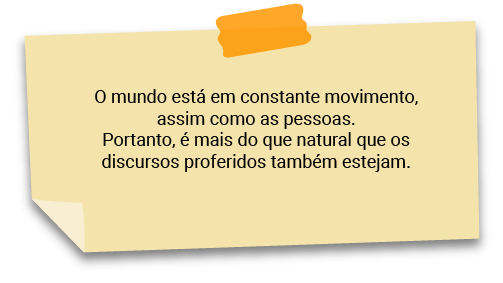 O mundo está em constante movimento,
assim como as pessoas.
Portanto, é mais do que natural que os
discursos proferidos também estejam.